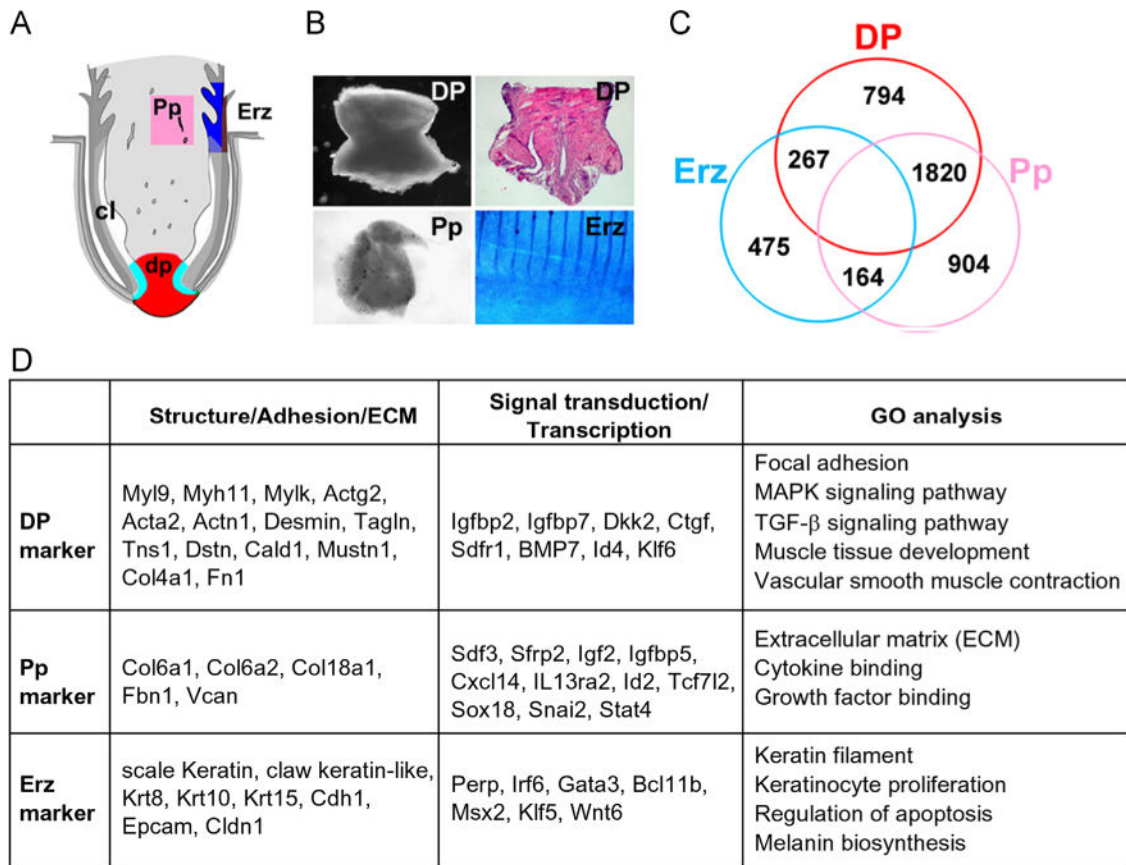 A
Pp
Erz
cl
dp
B
DP
DP
Pp
Erz
C
DP
794
267
1820
Erz
Pp
475
164
904
D
Structure/Adhesion/ECM
Signal transduction/
Transcription
GO analysis
DP
marker
Myl9, Myh11, Mylk, Actg2,
Acta2, Actn1, Desmin, Tagln,
Tns1, Dstn, Cald1, Mustn1,
Col4a1, Fn1
Igfbp2, Igfbp7, Dkk2, Ctgf,
Sdfr1, BMP7, Id4, Klf6
Focal adhesion
MAPK signaling pathway
TGF-β signaling pathway
Muscle tissue development
Vascular smooth muscle contraction
Pp
marker
Col6a1, Col6a2, Col18a1,
Fbn1, Vcan
Sdf3, Sfrp2, Igf2, Igfbp5,
Cxcl14, IL13ra2, Id2, Tcf7l2,
Sox18, Snai2, Stat4
Extracellular matrix (ECM)
Cytokine binding
Growth factor binding
Erz
marker
scale Keratin, claw keratin-like,
Krt8, Krt10, Krt15, Cdh1,
Epcam, Cldn1
Perp, Irf6, Gata3, Bcl11b,
Msx2, Klf5, Wnt6
Keratin filament
Keratinocyte proliferation
Regulation of apoptosis
Melanin biosynthesis